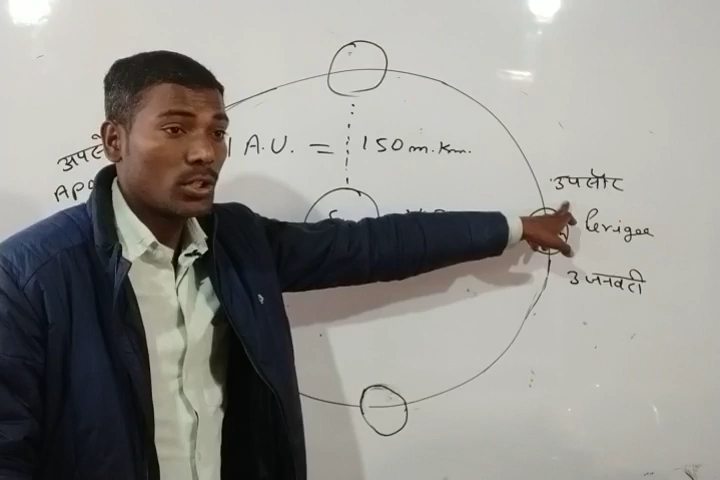 अपसौ
APO
1 A.U. = 150 m. km.
उपसौर
Perigee
3 जनवरी